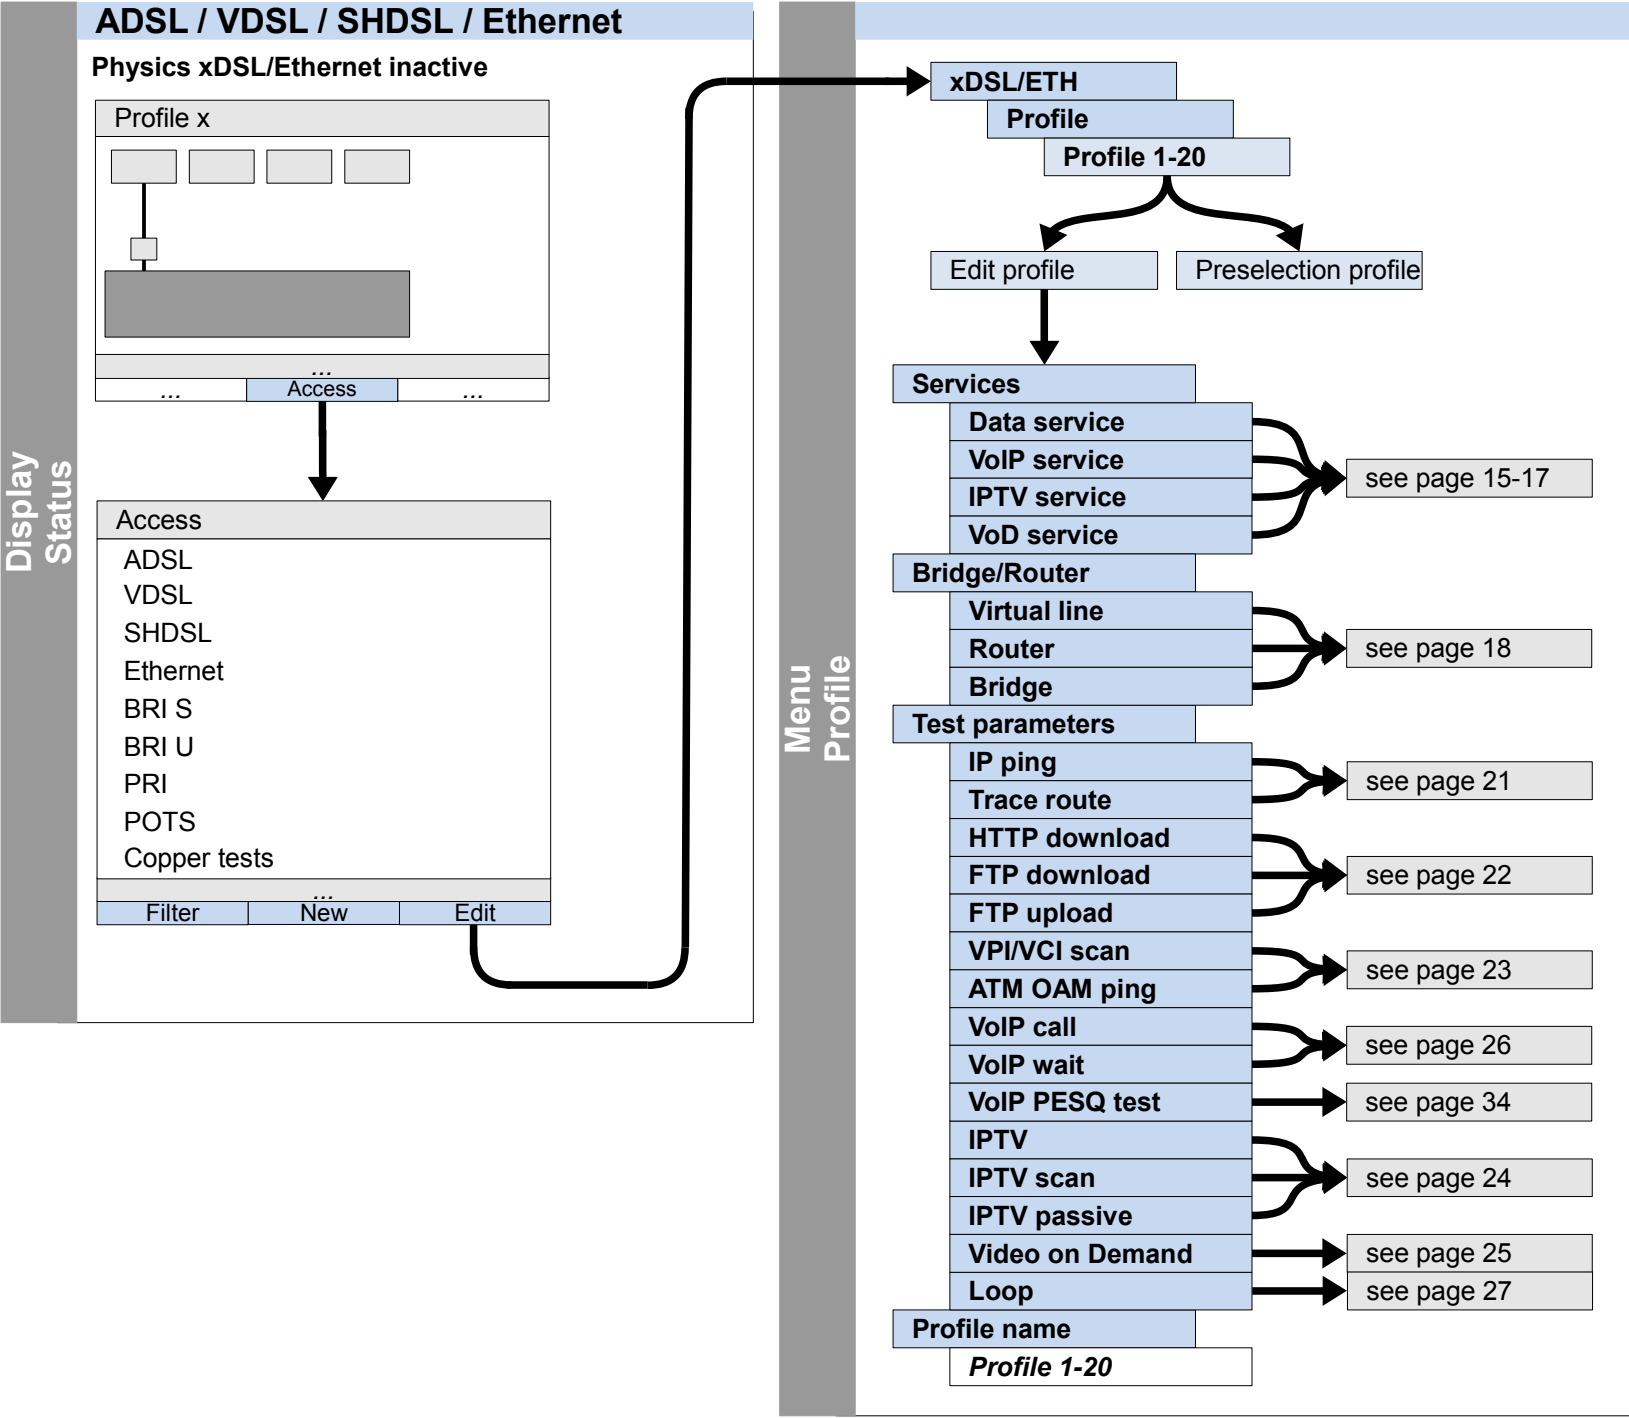 ADSL / VDSL / SHDSL / Ethernet
Display
Status
Physics xDSL/Ethernet inactive
Profile x
...
... Access ...
Access
ADSL
VDSL
SHDSL
Ethernet
BRI S
BRI U
PRI
POTS
Copper tests
...
Filter New Edit
Menu
Profile
xDSL/ETH
Profile
Profile 1-20
Edit profile Preselection profile
Services
Data service
VoIP service
IPTV service
VoD service
see page 15-17
Bridge/Router
Virtual line
Router
Bridge
see page 18
Test parameters
IP ping
Trace route
see page 21
HTTP download
FTP download
FTP upload
see page 22
VPI/VCI scan
ATM OAM ping
see page 23
VoIP call
VoIP wait
see page 26
VoIP PESQ test
see page 34
IPTV
IPTV scan
IPTV passive
see page 24
Video on Demand
see page 25
Loop
see page 27
Profile name
Profile 1-20